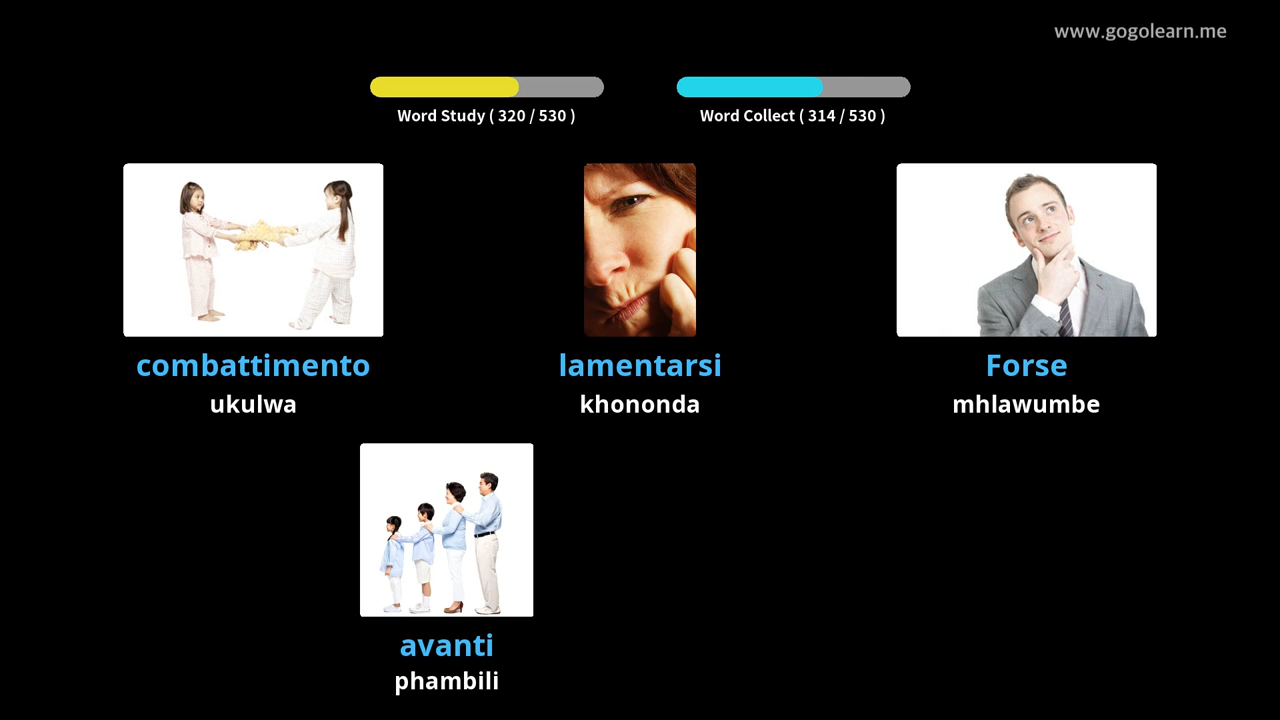 www.gogolearn.me
Word Study ( 320 / 530 )
Word Collect ( 314 / 530 )
combattimento
ukulwa
lamentarsi
khononda
Forse
mhlawumbe
avanti
phambili